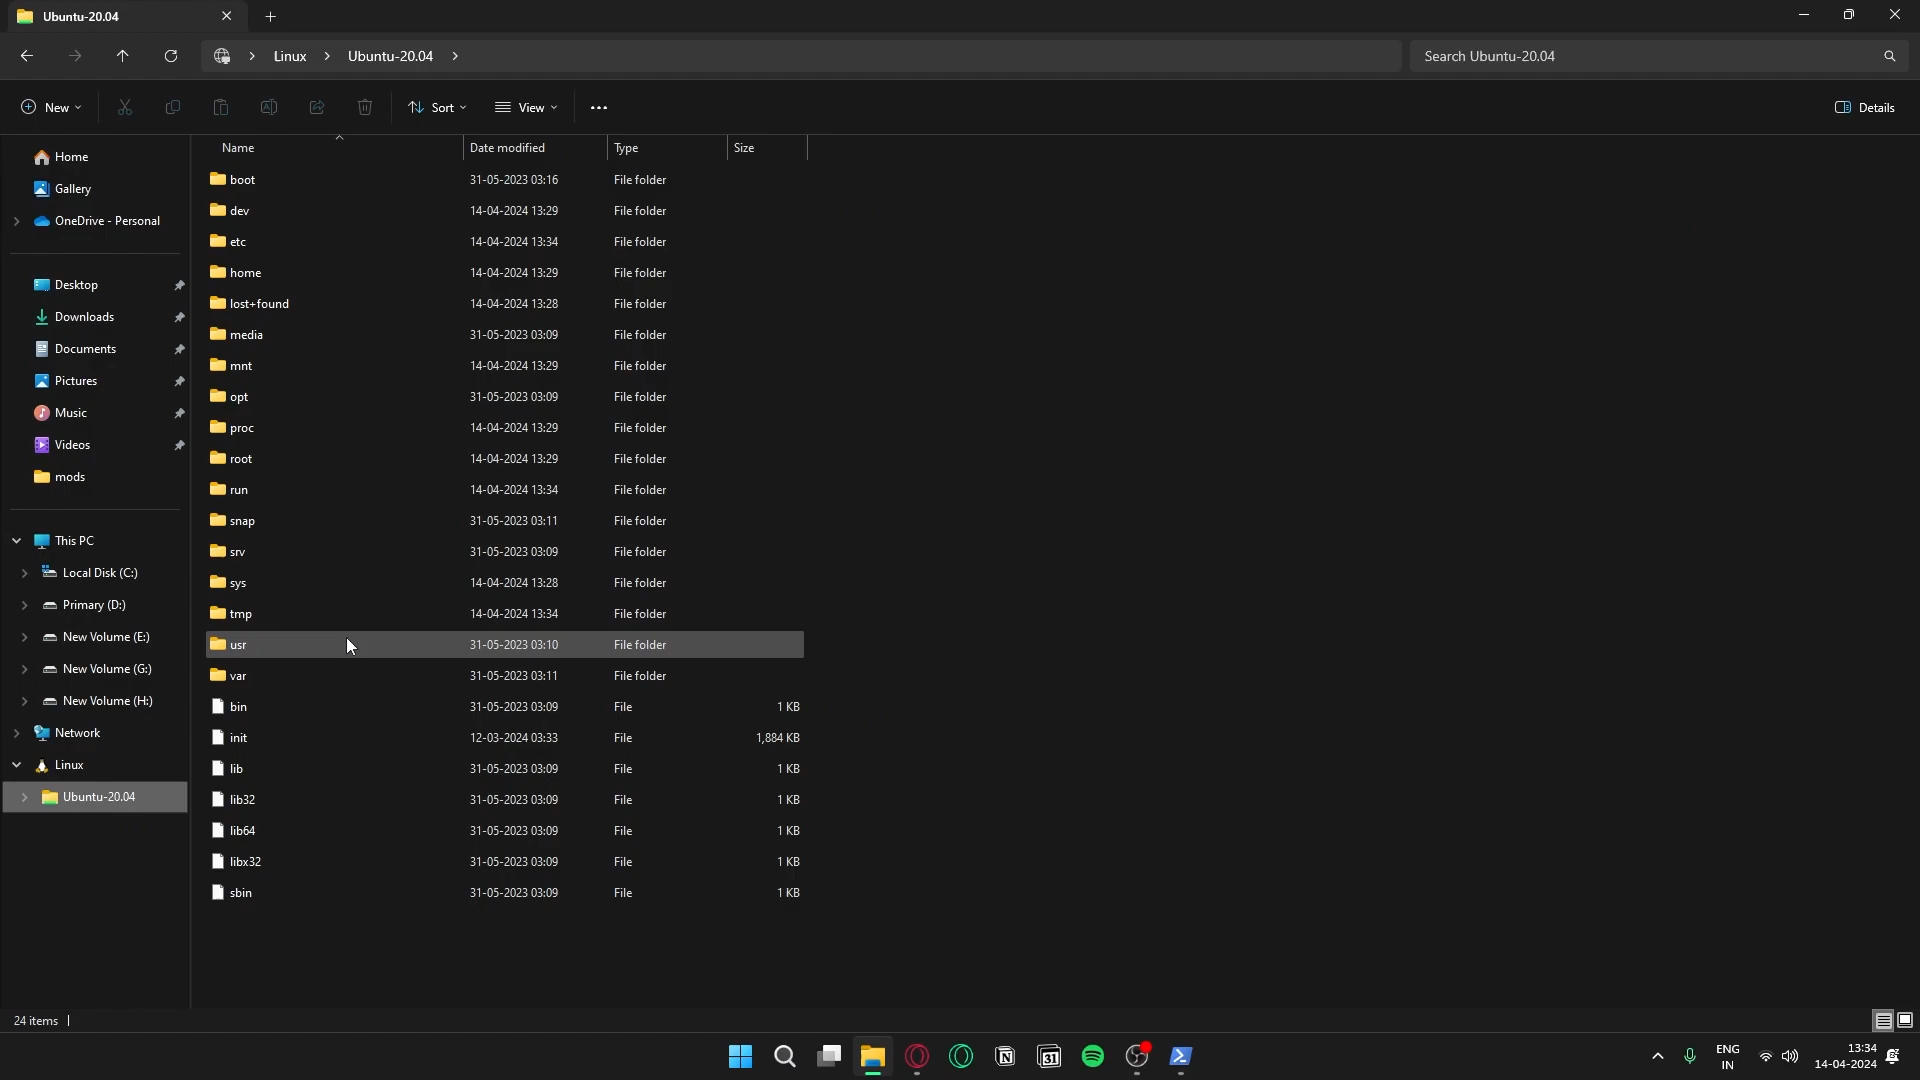 Ubuntu-20.04
Linux
Ubuntu-20.04
Search Ubuntu-20.04
New
Sort
View
Details
Home
Gallery
OneDrive - Personal
Desktop
Downloads
Documents
Pictures
Music
Videos
mods
This PC
Local Disk (C:)
Primary (D:)
New Volume (E:)
New Volume (G:)
New Volume (H:)
Network
Linux
Ubuntu-20.04
Name Date modified Type Size
boot 31-05-2023 03:16 File folder
dev 14-04-2024 13:29 File folder
etc 14-04-2024 13:34 File folder
home 14-04-2024 13:29 File folder
lost+found 14-04-2024 13:28 File folder
media 31-05-2023 03:09 File folder
mnt 14-04-2024 13:29 File folder
opt 31-05-2023 03:09 File folder
proc 14-04-2024 13:29 File folder
root 14-04-2024 13:29 File folder
run 14-04-2024 13:34 File folder
snap 31-05-2023 03:11 File folder
srv 31-05-2023 03:09 File folder
sys 14-04-2024 13:28 File folder
tmp 14-04-2024 13:34 File folder
usr 31-05-2023 03:10 File folder
var 31-05-2023 03:11 File folder
bin 31-05-2023 03:09 File 1 KB
init 12-03-2024 03:33 File 1,884 KB
lib 31-05-2023 03:09 File 1 KB
lib32 31-05-2023 03:09 File 1 KB
lib64 31-05-2023 03:09 File 1 KB
libx32 31-05-2023 03:09 File 1 KB
sbin 31-05-2023 03:09 File 1 KB
24 items
31
ENG
IN
13:34
14-04-2024